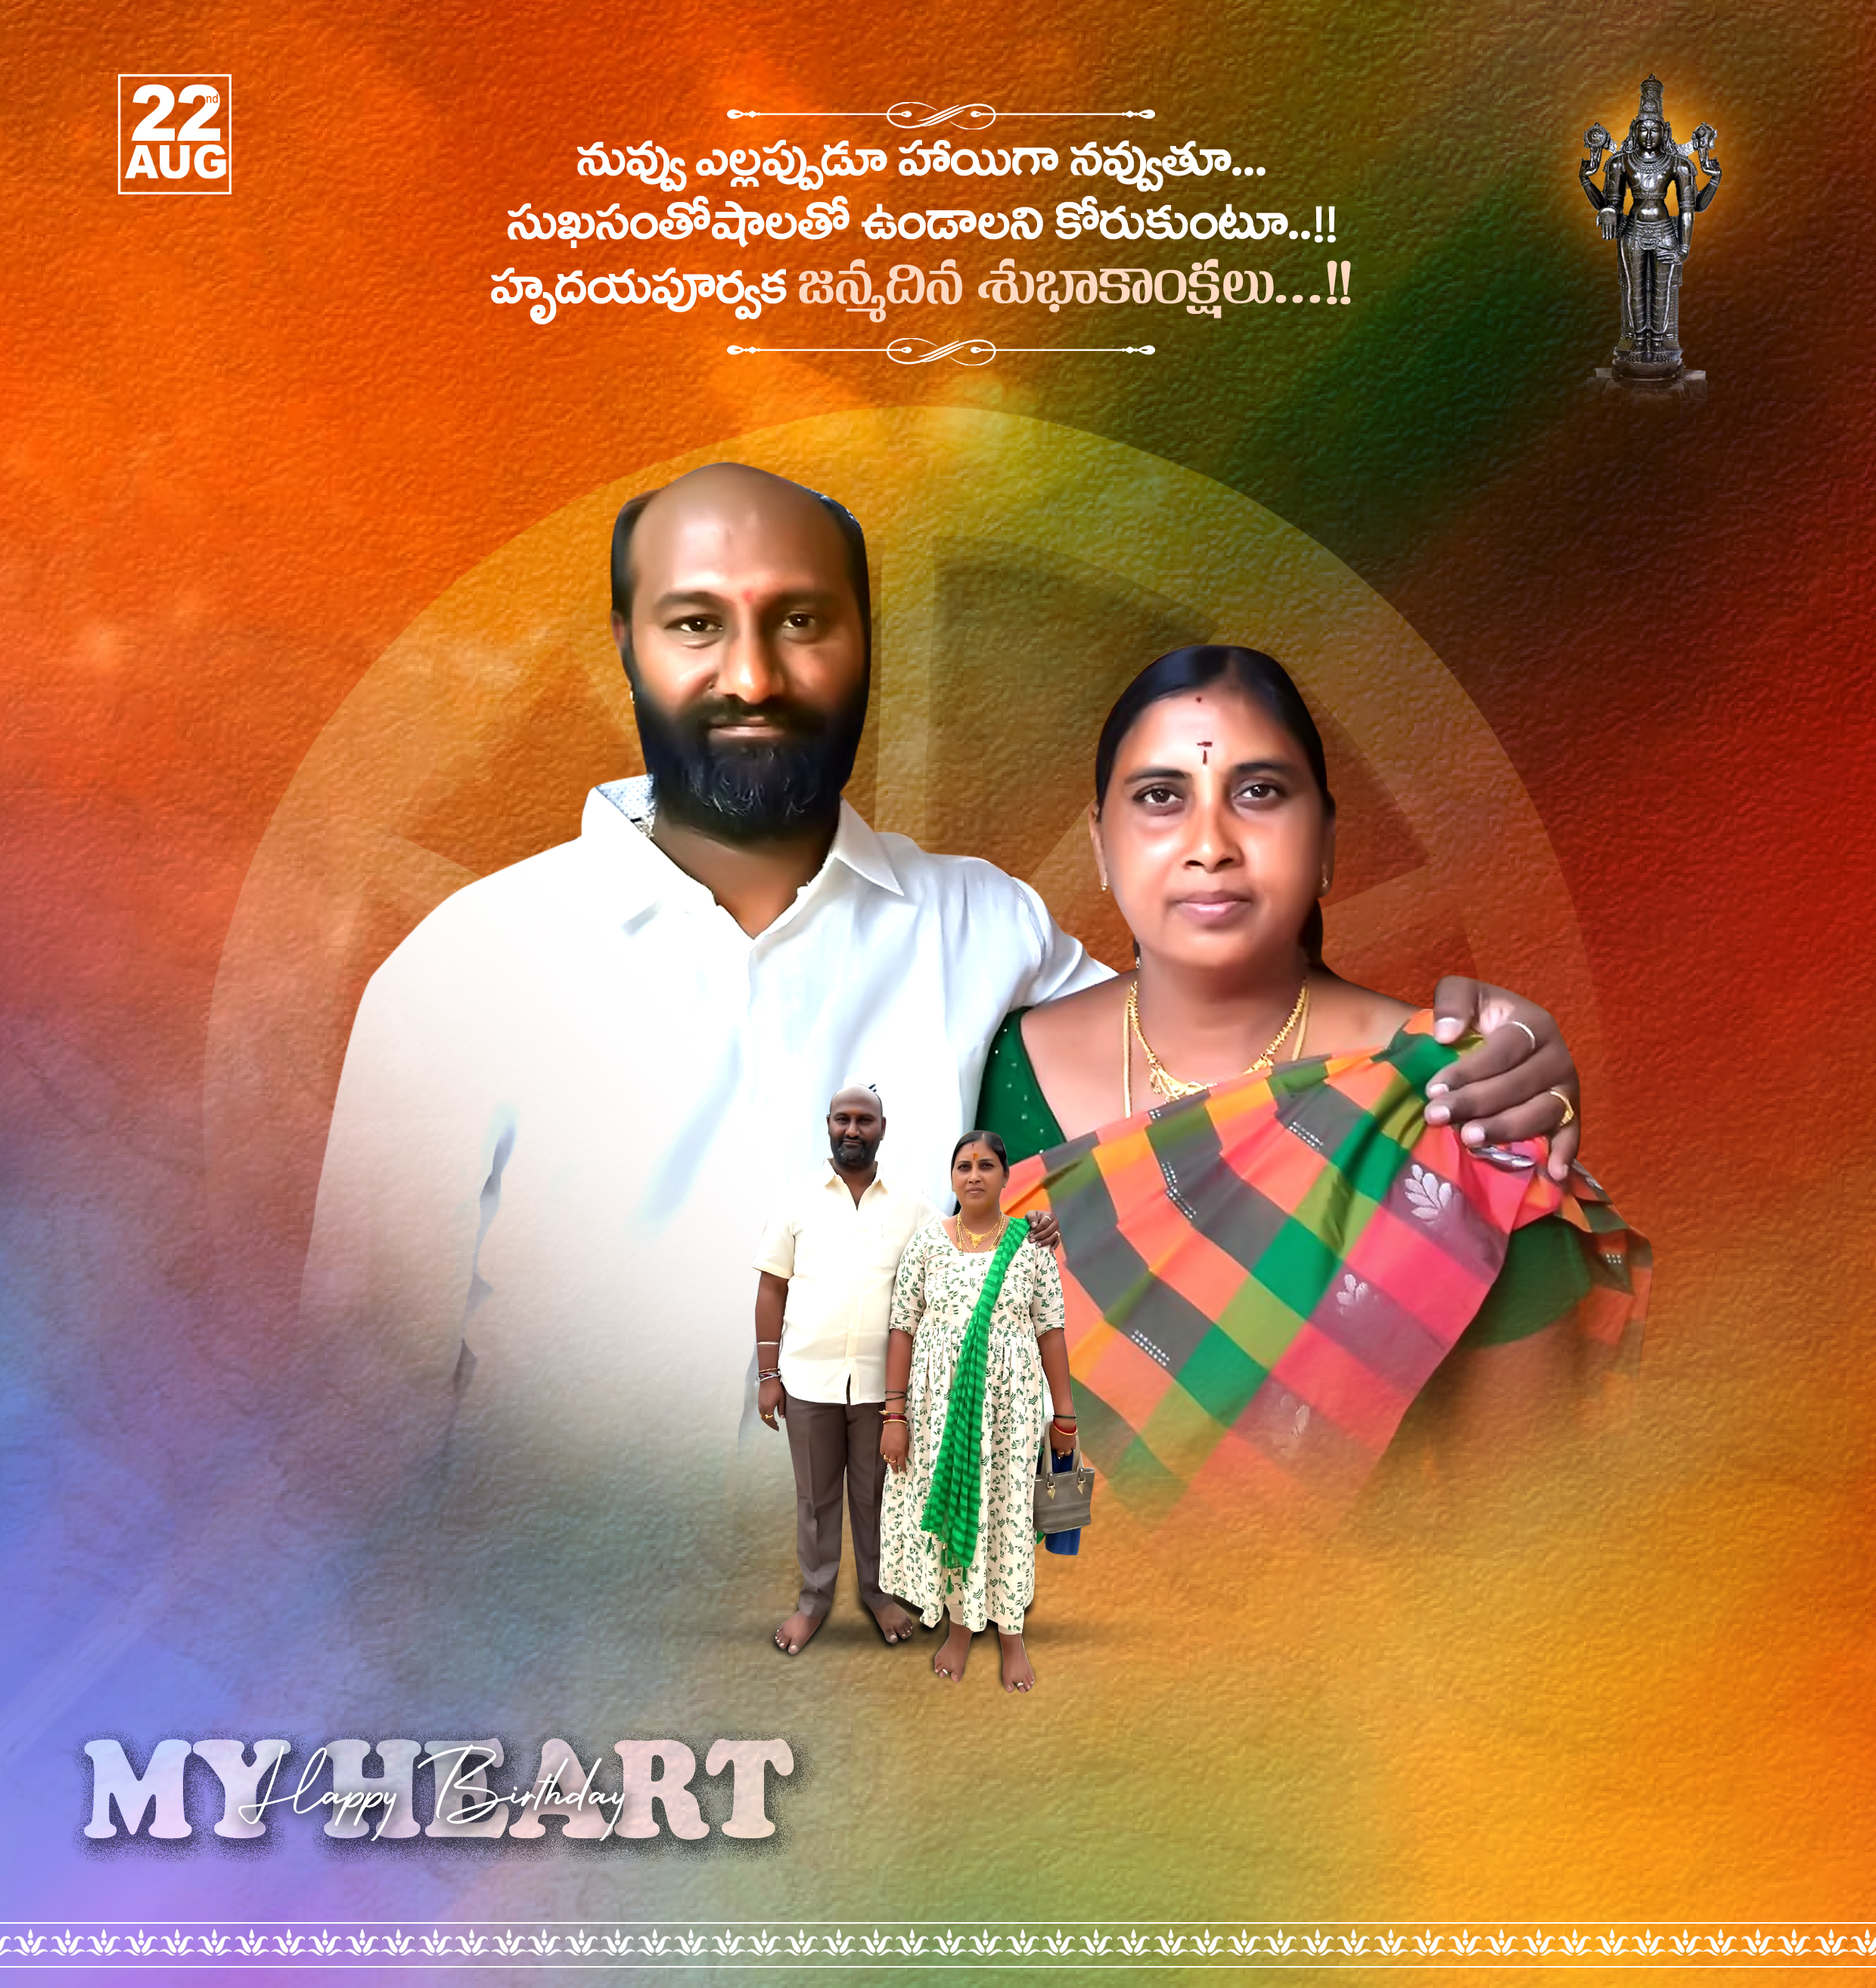 22nd
AUG
నువ్వు ఎల్లప్పుడూ హాయిగా నవ్వుతూ...
సుఖసంతోషాలతో ఉండాలని కోరుకుంటూ..!!
హృదయపూర్వక జన్మదిన శుభాకాంక్షలు...!!
MY HEART
Happy Birthday